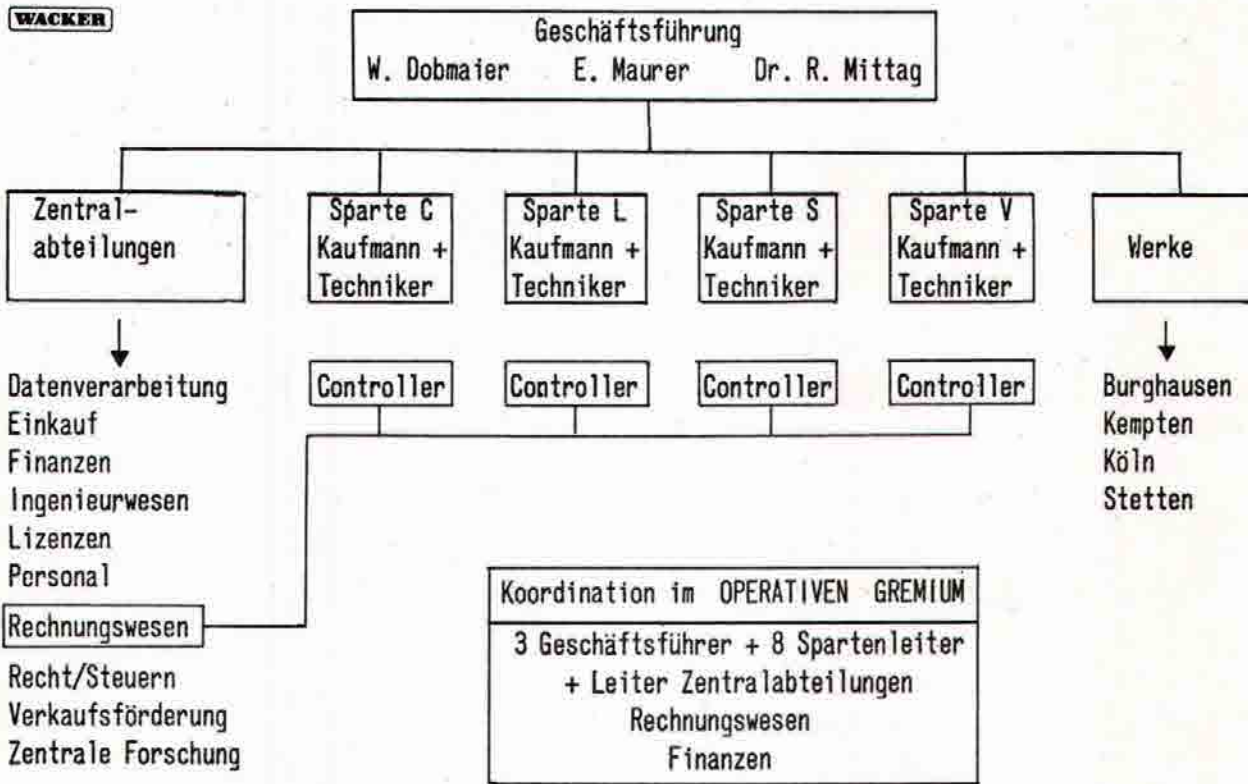 WACKER
Geschäftsführung
W. Dobmaier E. Maurer Dr. R. Mittag
Zentral-
abteilungen
Sparte C
Kaufmann +
Techniker
Sparte L
Kaufmann +
Techniker
Sparte S
Kaufmann +
Techniker
Sparte V
Kaufmann +
Techniker
Werke
Datenverarbeitung
Einkauf
Finanzen
Ingenieurwesen
Lizenzen
Personal
Rechnungswesen
Recht/Steuern
Verkaufsförderung
Zentrale Forschung
Controller
Controller
Controller
Controller
Burghausen
Kempten
Köln
Stetten
Koordination im OPERATIVEN GREMIUM
3 Geschäftsführer + 8 Spartenleiter
+ Leiter Zentralabteilungen
Rechnungswesen
Finanzen